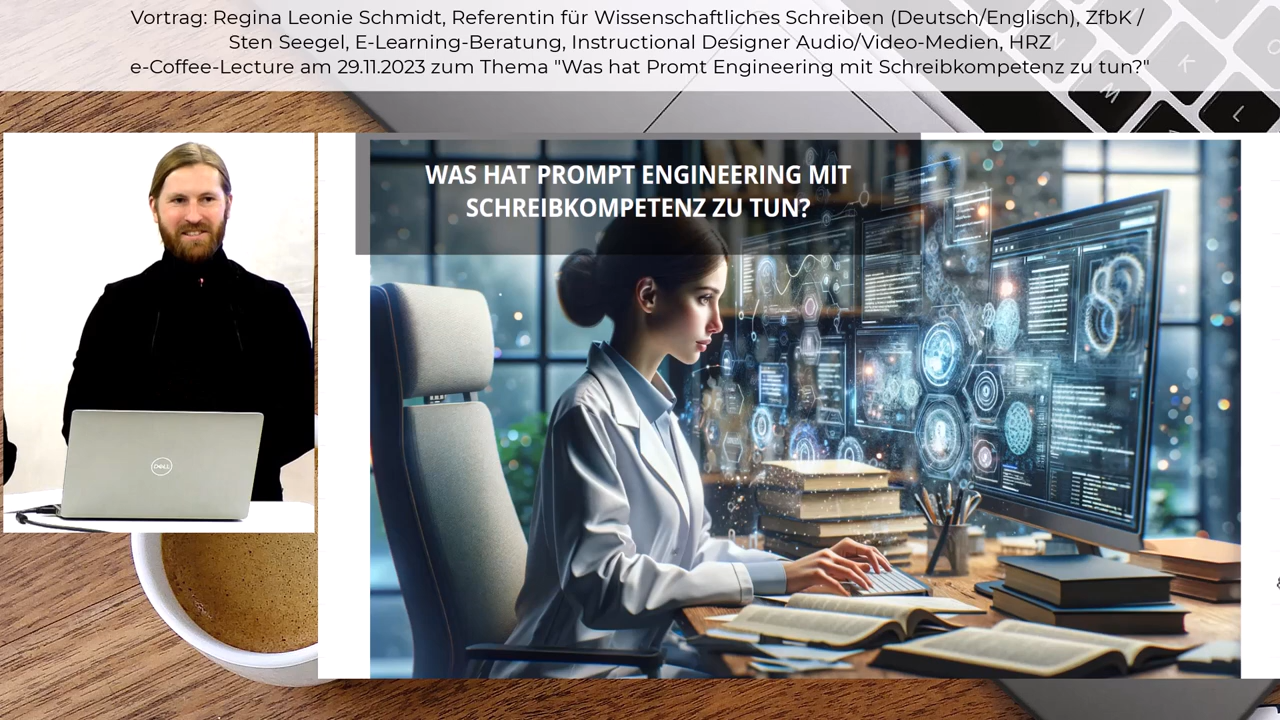 Vortrag: Regina Leonie Schmidt, Referentin für Wissenschaftliches Schreiben (Deutsch/Englisch), ZfbK /
Sten Seegel, E-Learning-Beratung, Instructional Designer Audio/Video-Medien, HRZ
e-Coffee-Lecture am 29.11.2023 zum Thema "Was hat Promt Engineering mit Schreibkompetenz zu tun?"
N
K
O
M
L
WAS HAT PROMPT ENGINEERING MIT
SCHREIBKOMPETENZ ZU TUN?
DELL